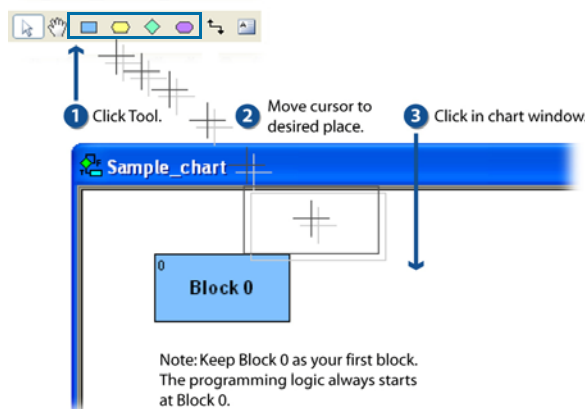 1 Click Tool.
2 Move cursor to
desired place.
3 Click in chart window.
Sample_chart
0
Block 0
Note: Keep Block 0 as your first block.
The programming logic always starts
at Block 0.